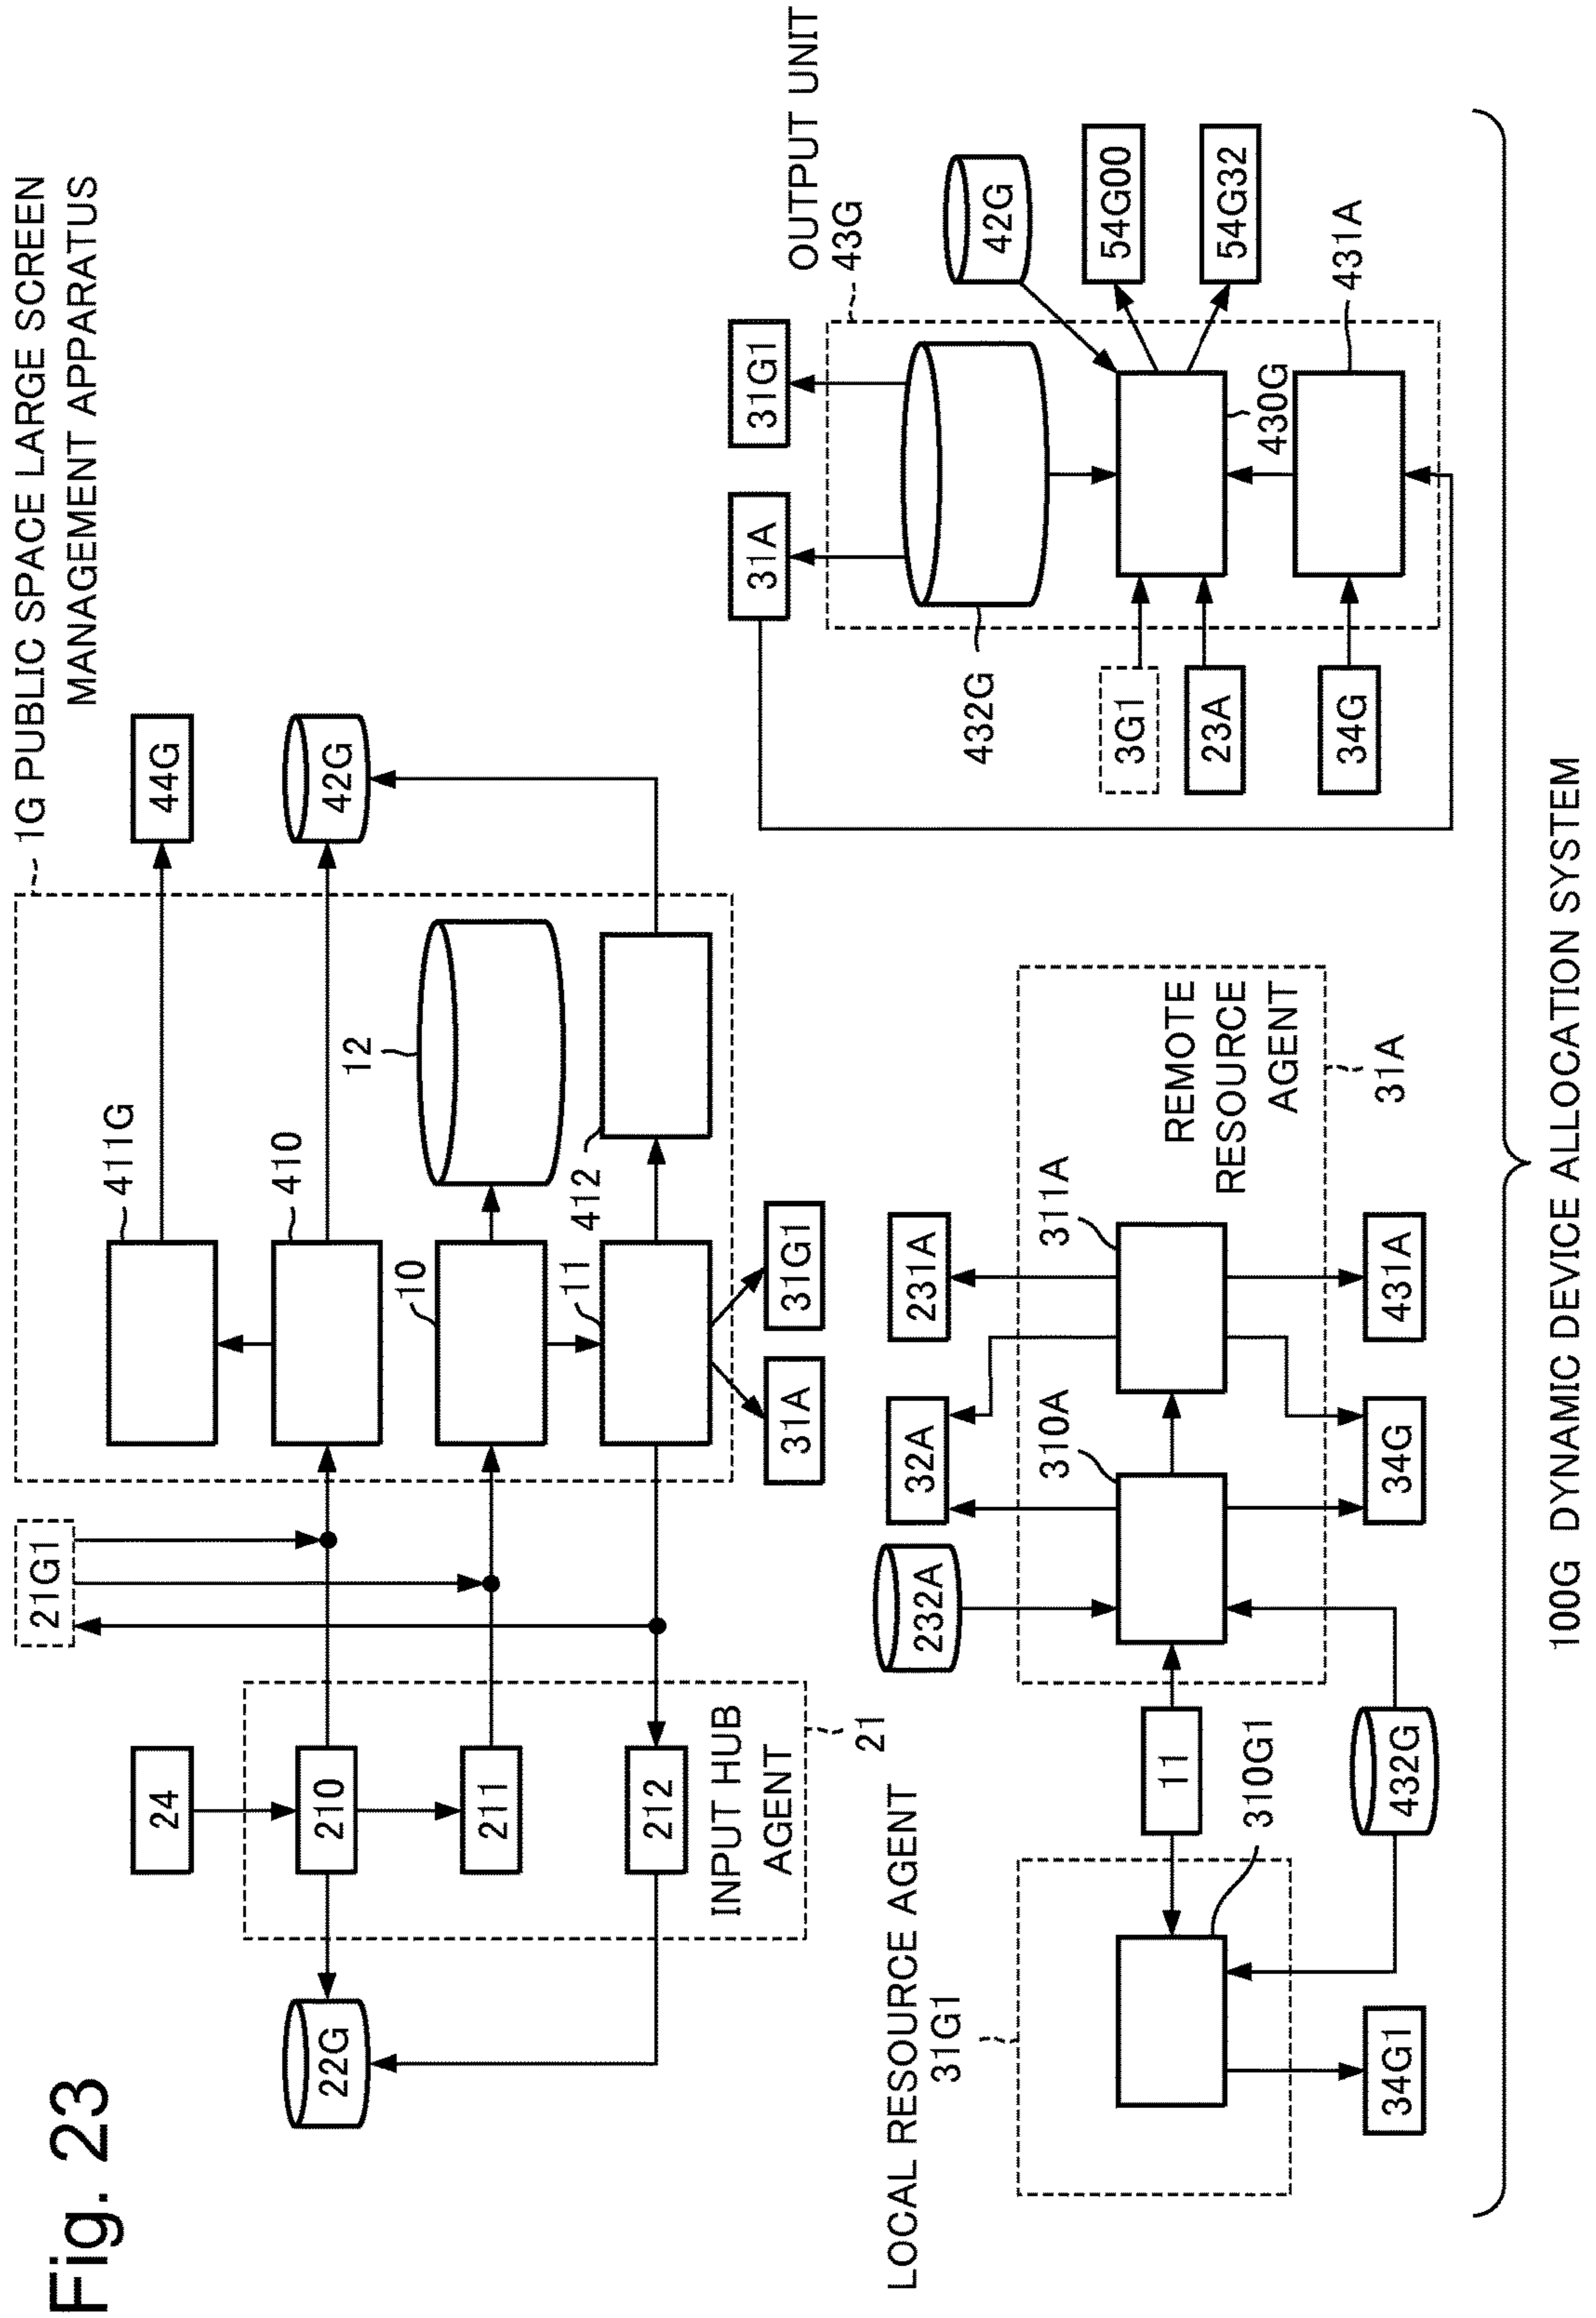 Fig. 23
1G PUBLIC SPACE LARGE SCREEN
MANAGEMENT APPARATUS
24
21G1
411G
44G
22G
210
410
42G
211
10
12
212
11
412
INPUT HUB
AGENT
21
31A
31G1
LOCAL RESOURCE AGENT
31G1
310G1
34G1
11
432G
232A
32A
231A
310A
311A
REMOTE
RESOURCE
AGENT
31A
34G
431A
OUTPUT UNIT
43G
31A
31G1
432G
42G
3G1
23A
34G
430G
54G00
54G32
431A
100G DYNAMIC DEVICE ALLOCATION SYSTEM